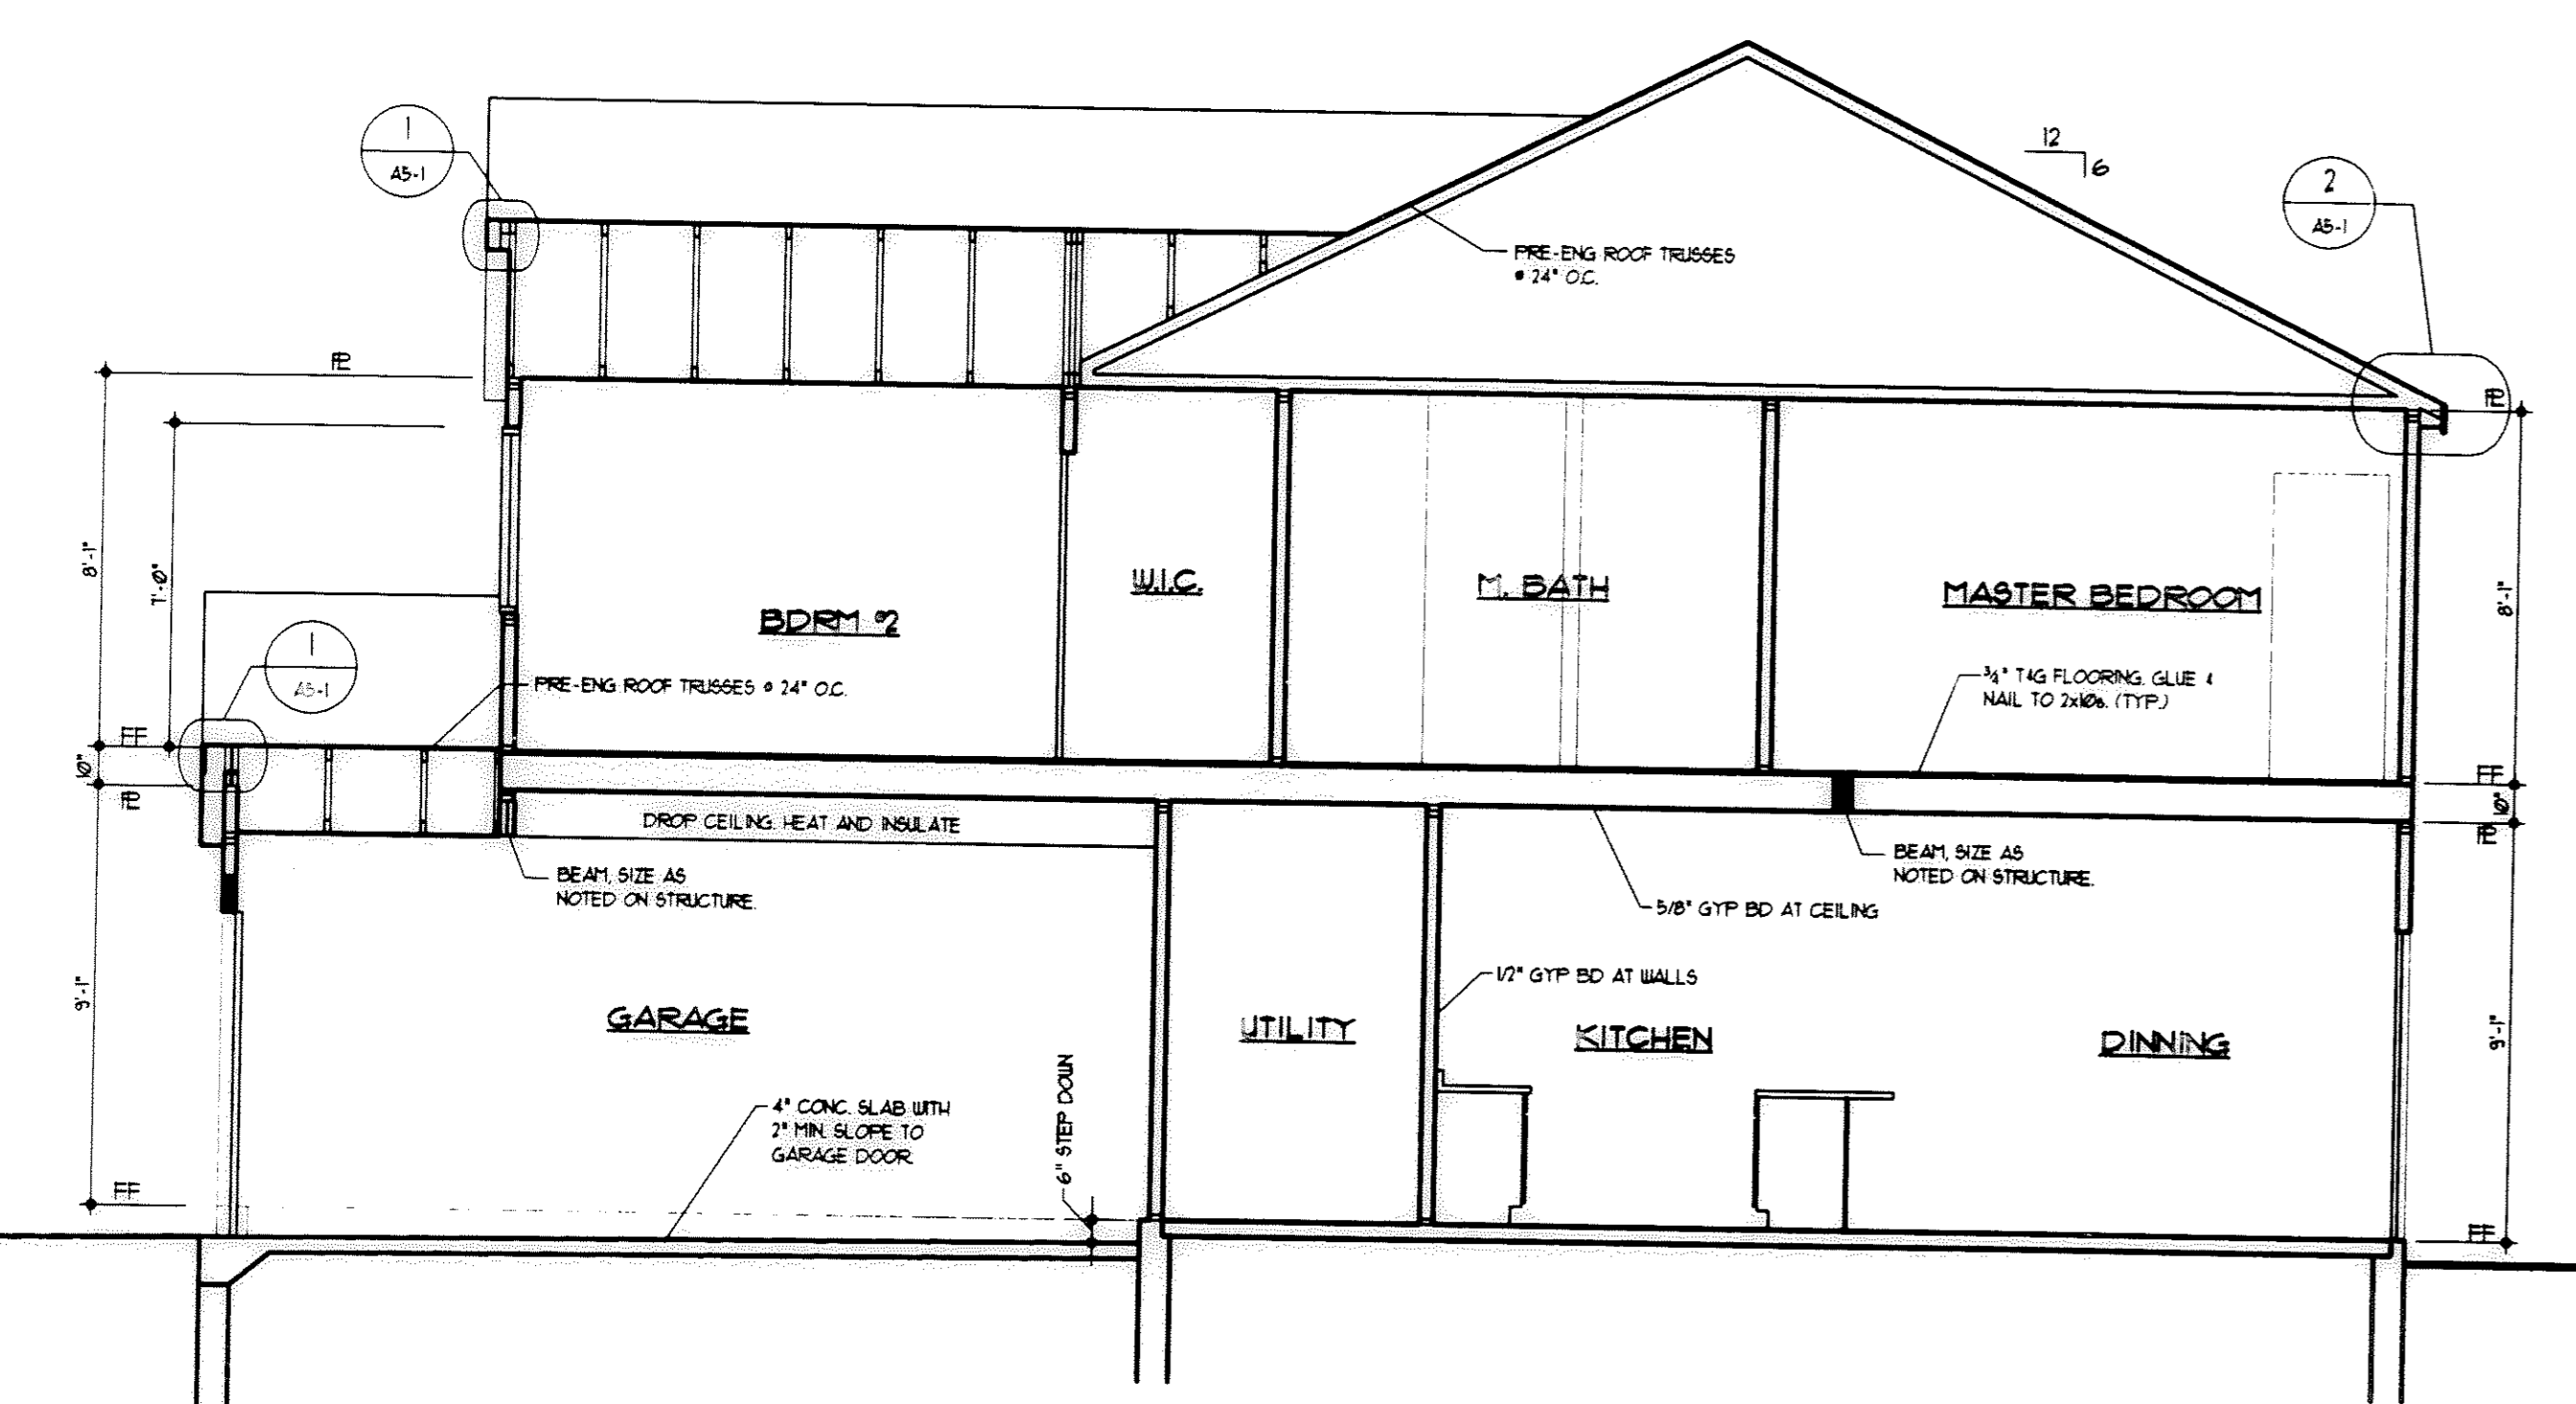 1
A5-1
12
6
2
A5-1
PRE-ENG ROOF TRUSSES
@ 24" O.C.
PL
PL
8'-1"
7'-0"
BDRM #2
W.I.C.
M. BATH
MASTER BEDROOM
8'-1"
1
A5-1
PRE-ENG ROOF TRUSSES @ 24" O.C.
3/4" T&G FLOORING. GLUE &
NAIL TO 2x10s. (TYP.)
FF
10"
PL
FF
10"
PL
DROP CEILING. HEAT AND INSULATE
BEAM, SIZE AS
NOTED ON STRUCTURE.
BEAM, SIZE AS
NOTED ON STRUCTURE.
5/8" GYP BD AT CEILING
1/2" GYP BD AT WALLS
9'-1"
GARAGE
UTILITY
KITCHEN
DINNING
9'-1"
4" CONC. SLAB WITH
2" MIN. SLOPE TO
GARAGE DOOR
6" STEP DOWN
FF
FF